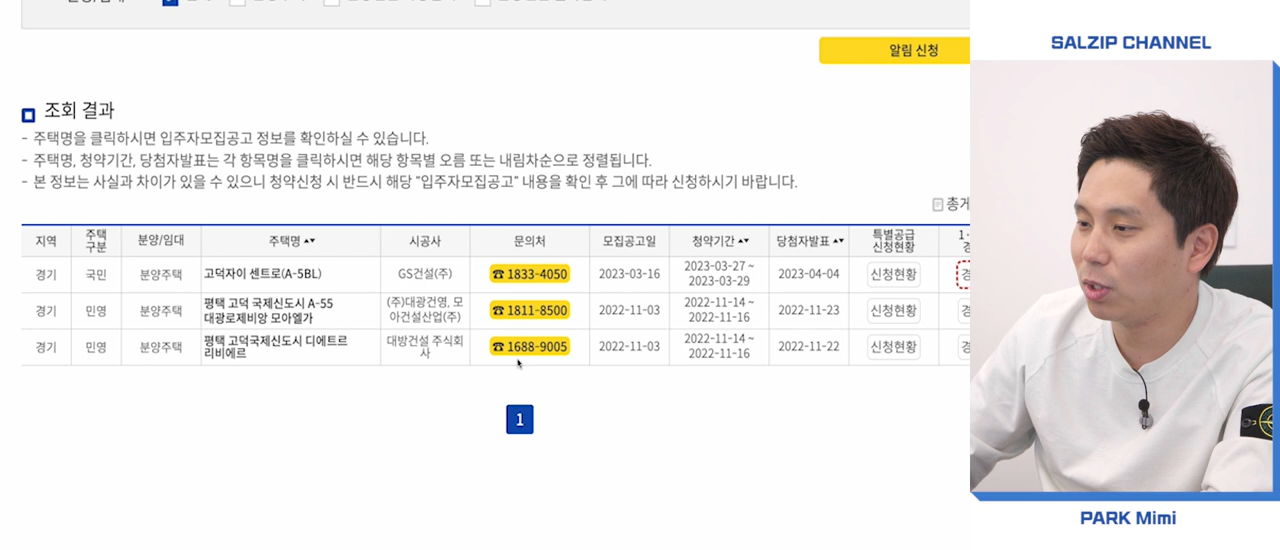 알림 신청
SALZIP CHANNEL
조회 결과
- 주택명을 클릭하시면 입주자모집공고 정보를 확인하실 수 있습니다.
- 주택명, 청약기간, 당첨자발표는 각 항목명을 클릭하시면 해당 항목별 오름 또는 내림차순으로 정렬됩니다.
- 본 정보는 사실과 차이가 있을 수 있으니 청약신청 시 반드시 해당 "입주자모집공고" 내용을 확인 후 그에 따라 신청하시기 바랍니다.
지역 주택 구분 분양/임대 주택명 ▲▼ 시공사 문의처 모집공고일 청약기간 ▲▼ 당첨자발표 ▲▼ 특별공급 신청현황
경기 국민 분양주택 고덕자이 센트로(A-5BL) GS건설(주) ☎ 1833-4050 2023-03-16 2023-03-27 ~ 2023-03-29 2023-04-04 신청현황
경기 민영 분양주택 평택 고덕 국제신도시 A-55 대광로제비앙 모아엘가 (주)대광건영, 모아건설산업(주) ☎ 1811-8500 2022-11-03 2022-11-14 ~ 2022-11-16 2022-11-23 신청현황
경기 민영 분양주택 평택 고덕국제신도시 디에트르 리비에르 대방건설 주식회사 ☎ 1688-9005 2022-11-03 2022-11-14 ~ 2022-11-16 2022-11-22 신청현황
1
PARK Mimi